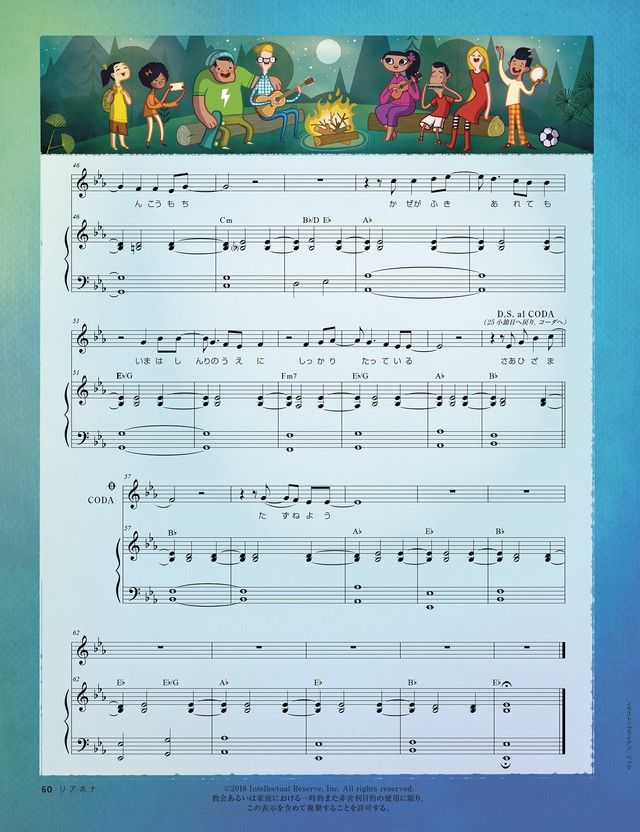 46
んこうもち
かぜがふき あれても
46
Cm B♭/D E♭ A♭
D.S. al CODA
(25 小節目へ戻り, コーダへ)
51
いまはし んりのうえに しっかり たっている さあひざま
51
E♭/G Fm7 E♭/G A♭ B♭
57
CODA
た ずねよう
57
B♭ A♭ E♭ B♭
62
62
E♭ E♭/G A♭ E♭ B♭ E♭
60 リアホナ
©2016 Intellectual Reserve, Inc. All rights reserved.
教会あるいは家庭における一時的また非営利目的の使用に限り,
この表示を含めて複製することを許可する。